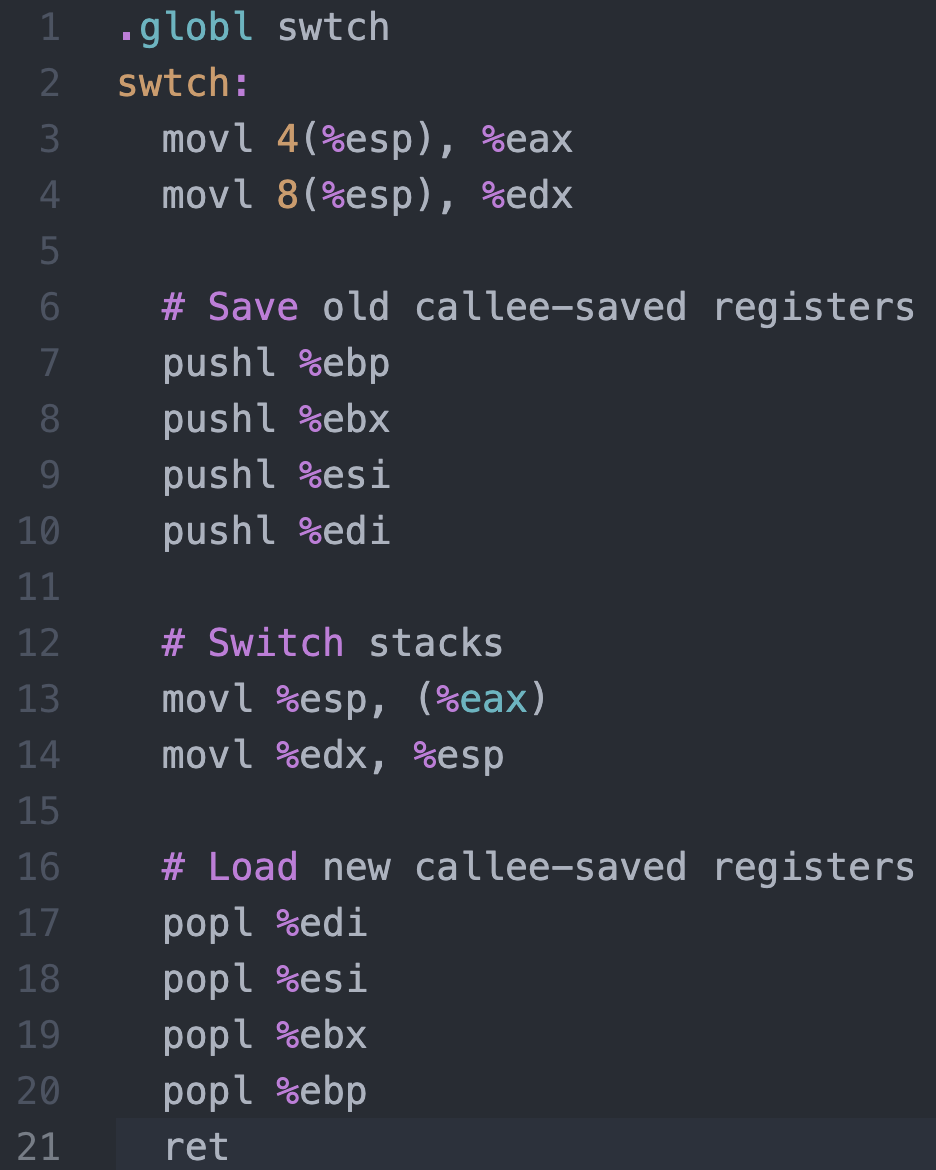 1 .globl swtch
2 swtch:
3 movl 4(%esp), %eax
4 movl 8(%esp), %edx
5
6 # Save old callee-saved registers
7 pushl %ebp
8 pushl %ebx
9 pushl %esi
10 pushl %edi
11
12 # Switch stacks
13 movl %esp, (%eax)
14 movl %edx, %esp
15
16 # Load new callee-saved registers
17 popl %edi
18 popl %esi
19 popl %ebx
20 popl %ebp
21 ret